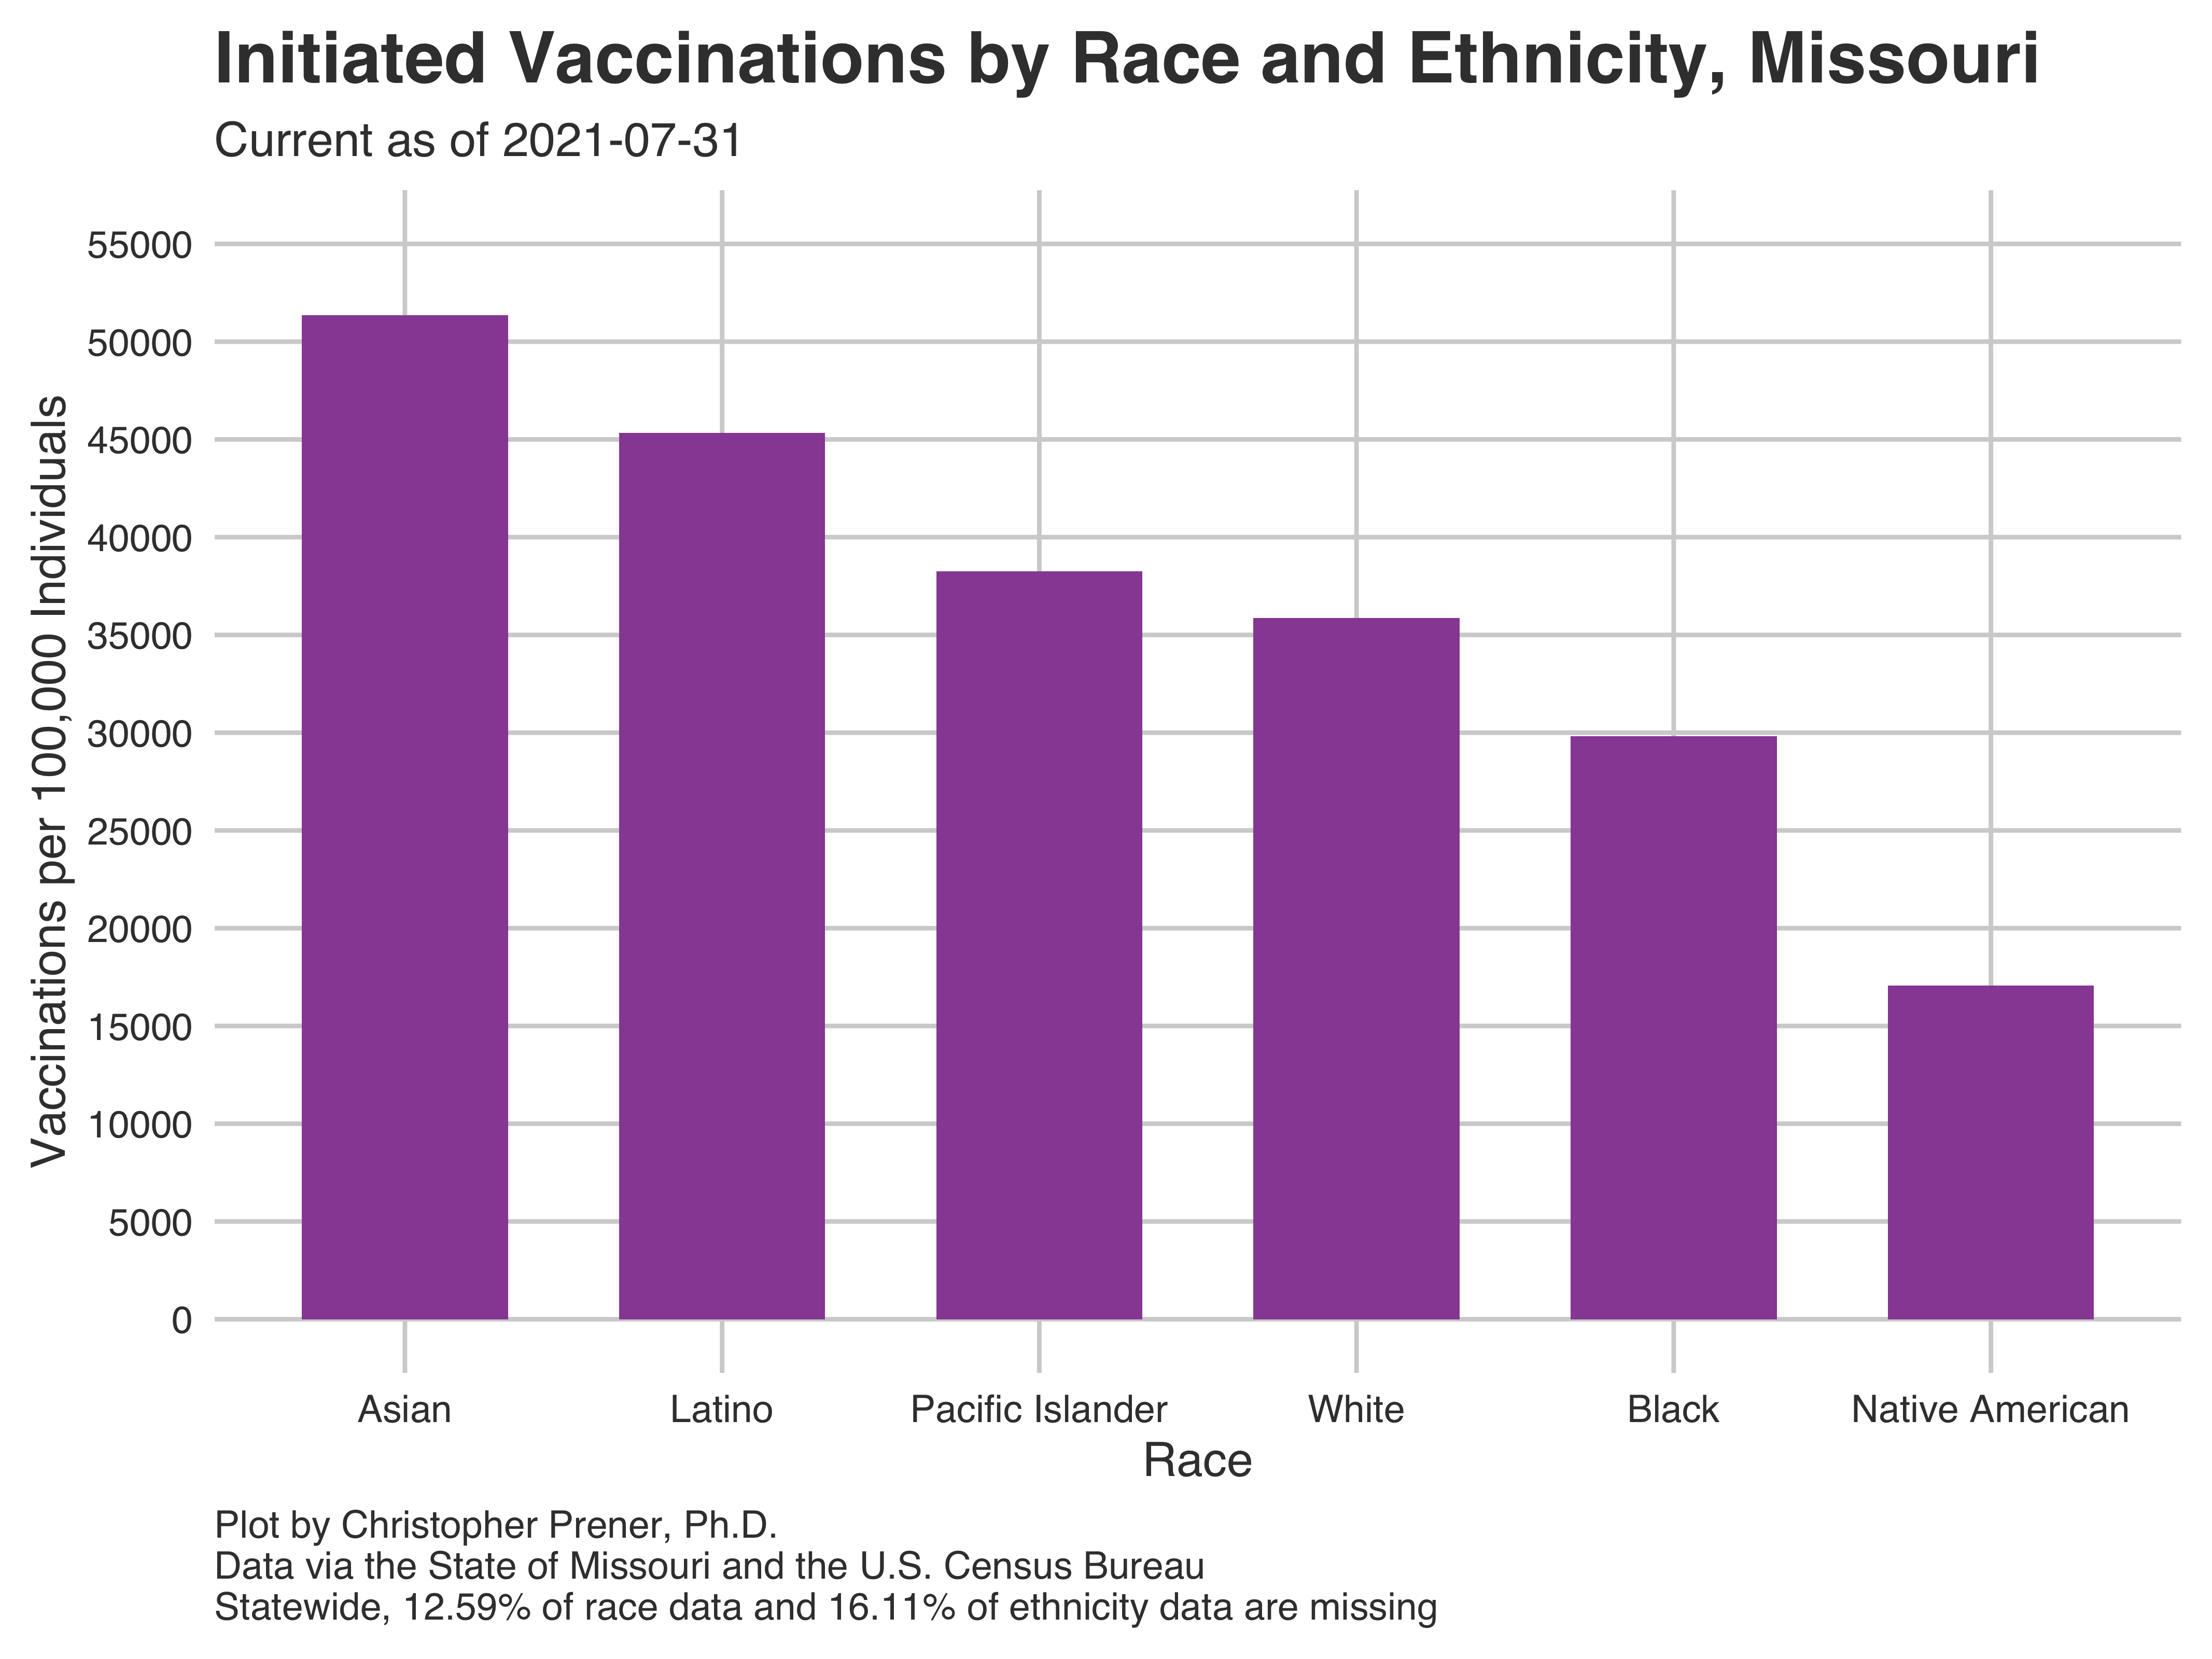 Initiated Vaccinations by Race and Ethnicity, Missouri
Current as of 2021-07-31
Vaccinations per 100,000 Individuals
55000
50000
45000
40000
35000
30000
25000
20000
15000
10000
5000
0
Asian
Latino
Pacific Islander
White
Black
Native American
Race
Plot by Christopher Prener, Ph.D.
Data via the State of Missouri and the U.S. Census Bureau
Statewide, 12.59% of race data and 16.11% of ethnicity data are missing